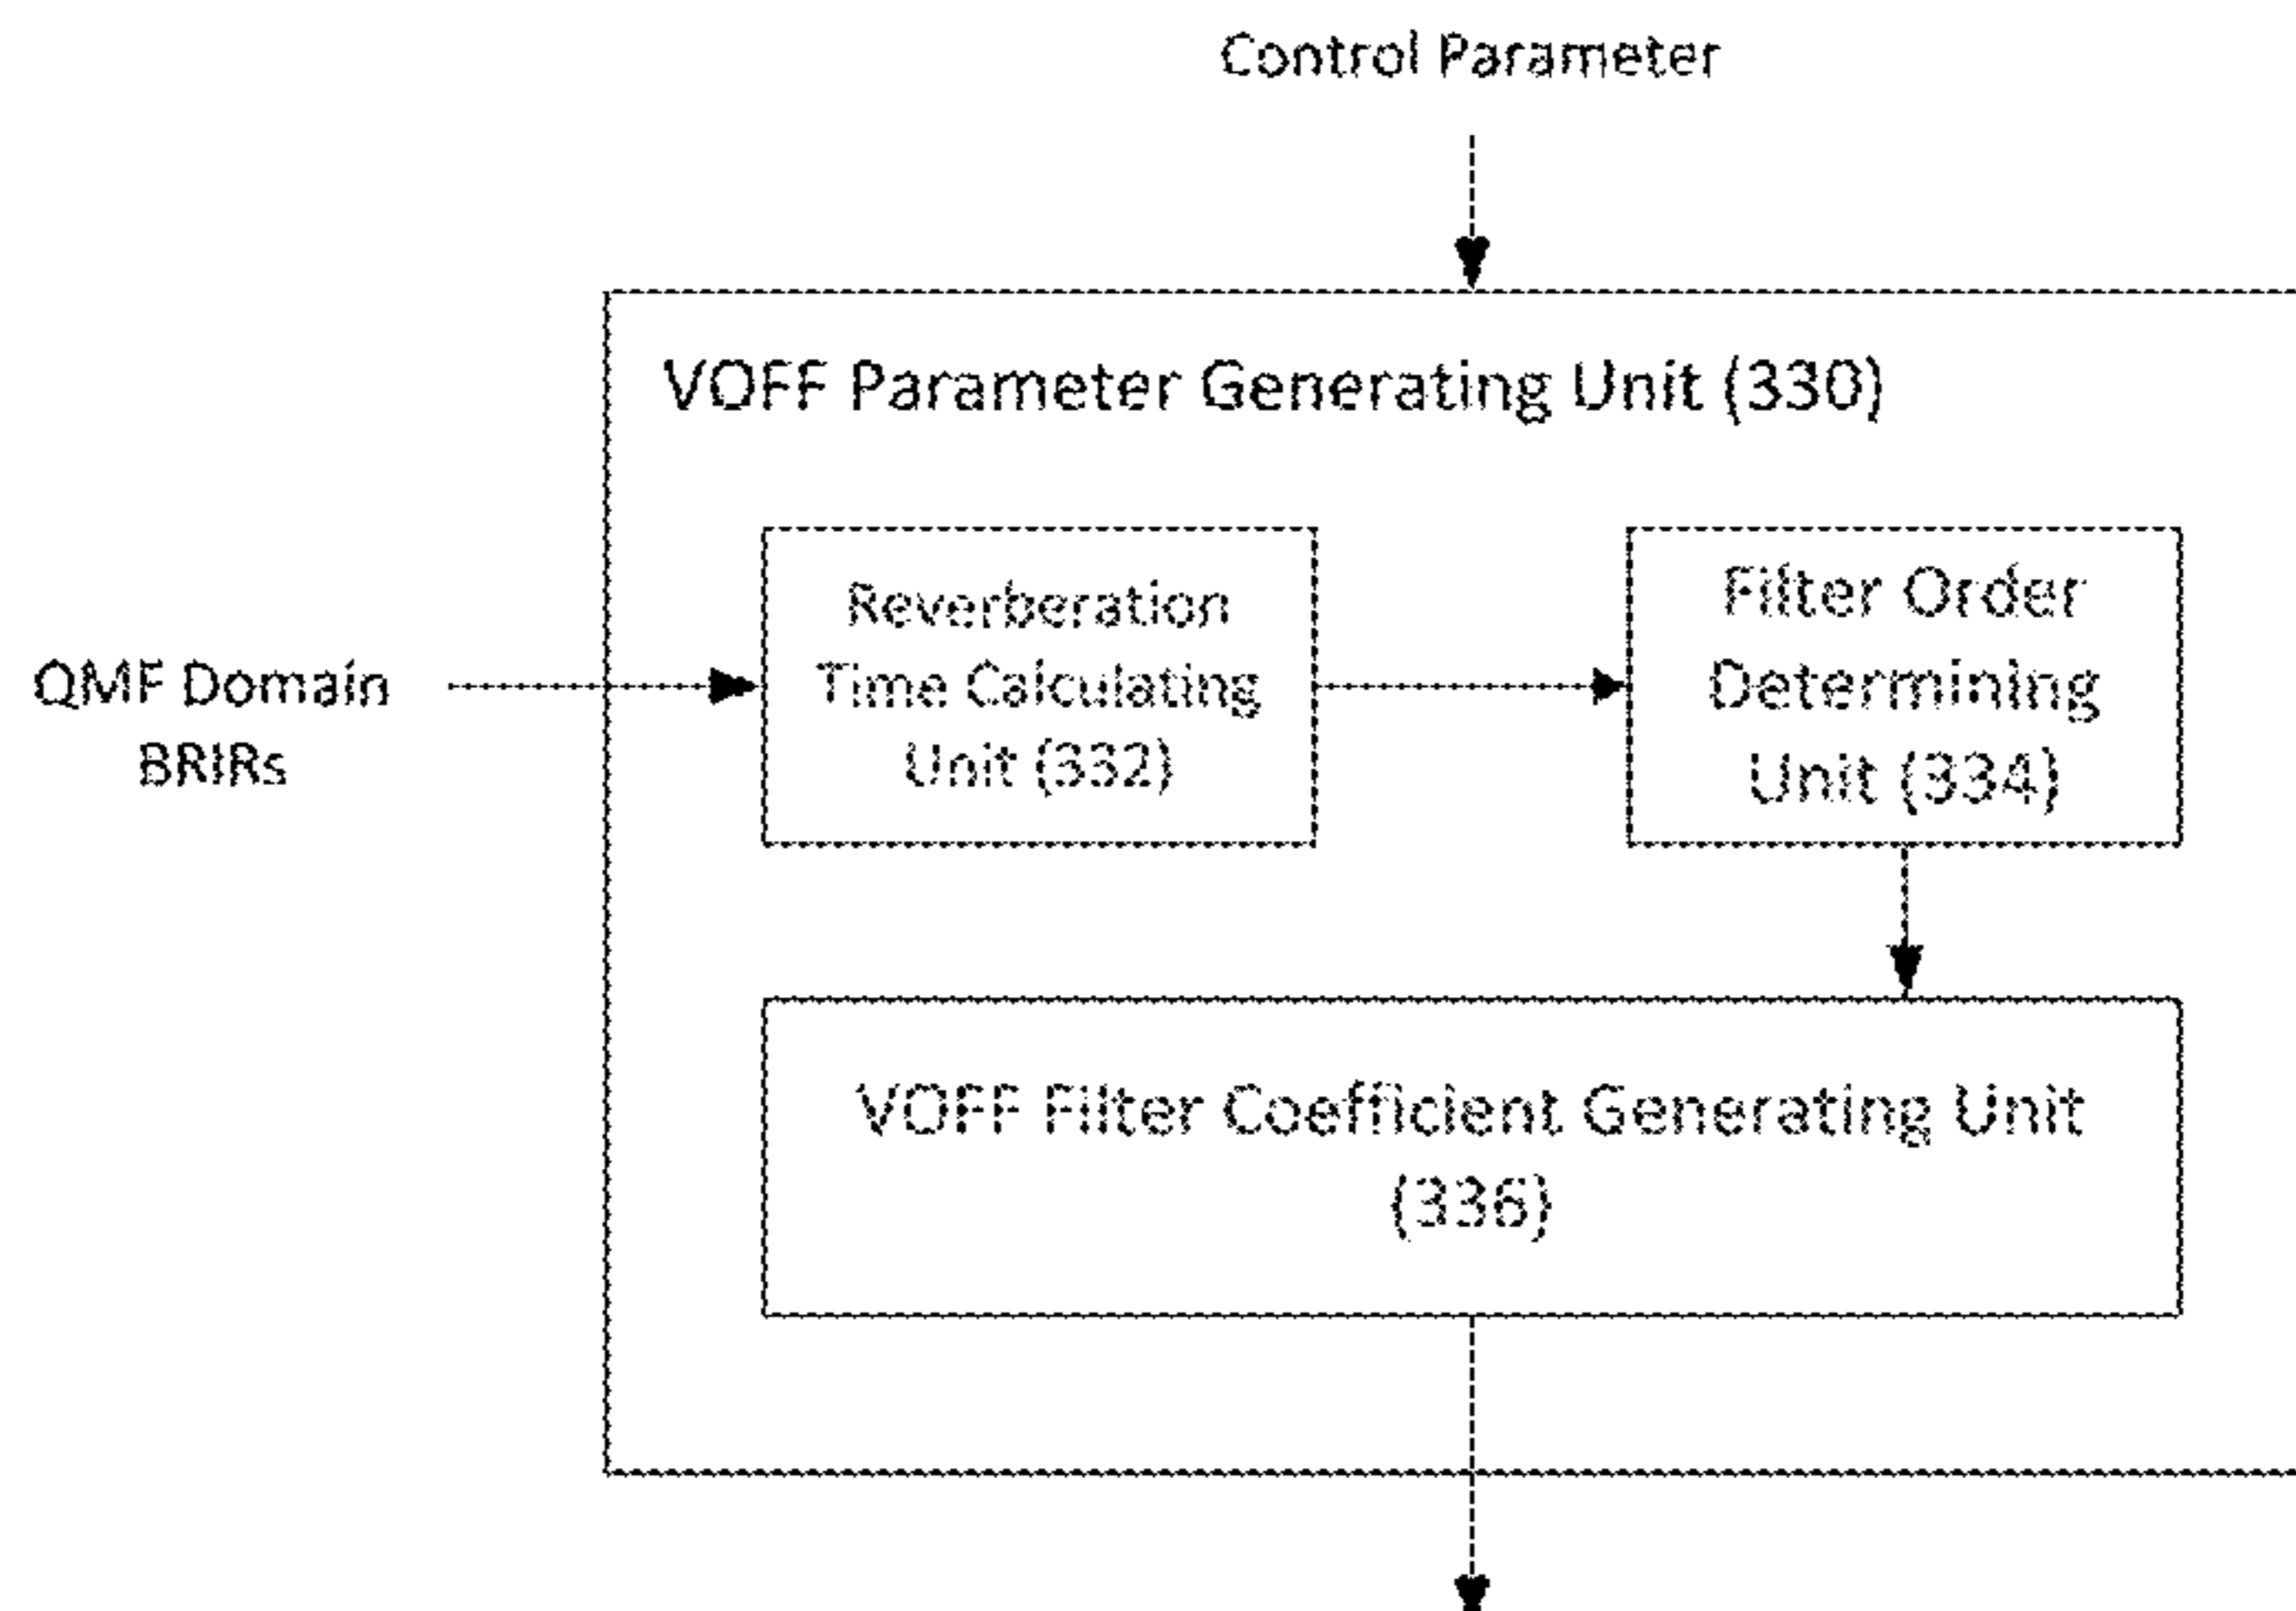 Control Parameter
VOFF Parameter Generating Unit (330)
QMF Domain
BRIRs
Reverberation
Time Calculating
Unit (332)
Filter Order
Determining
Unit (334)
VOFF Filter Coefficient Generating Unit
(336)